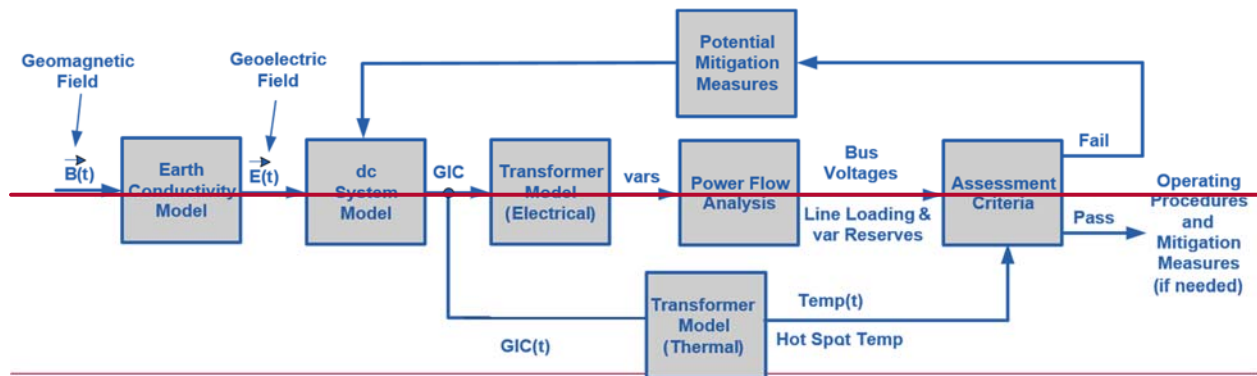 Geomagnetic
Field
Geoelectric
Field
Potential
Mitigation
Measures
B(t)
Earth
Conductivity
Model
E(t)
dc
System
Model
GIC
Transformer
Model
(Electrical)
vars
Power Flow
Analysis
Bus
Voltages
Line Loading &
var Reserves
Assessment
Criteria
Fail
Pass
Operating
Procedures
and
Mitigation
Measures
(if needed)
GIC(t)
Transformer
Model
(Thermal)
Temp(t)
Hot Spot Temp